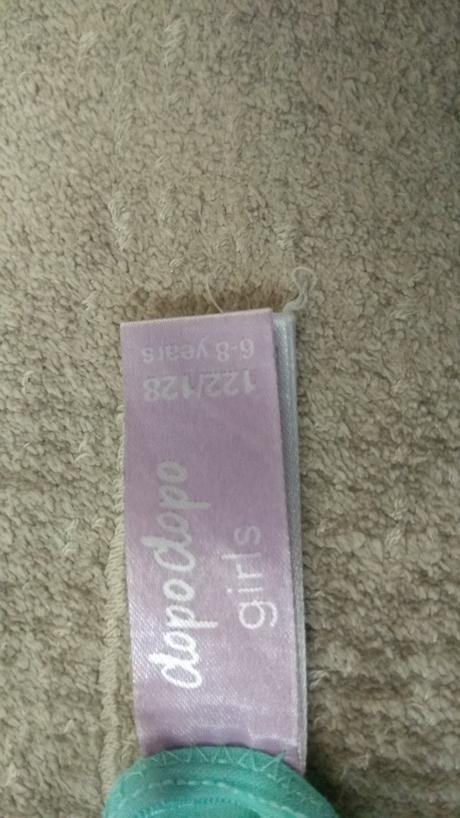 dopodopo
girls
122/128
6-8 years